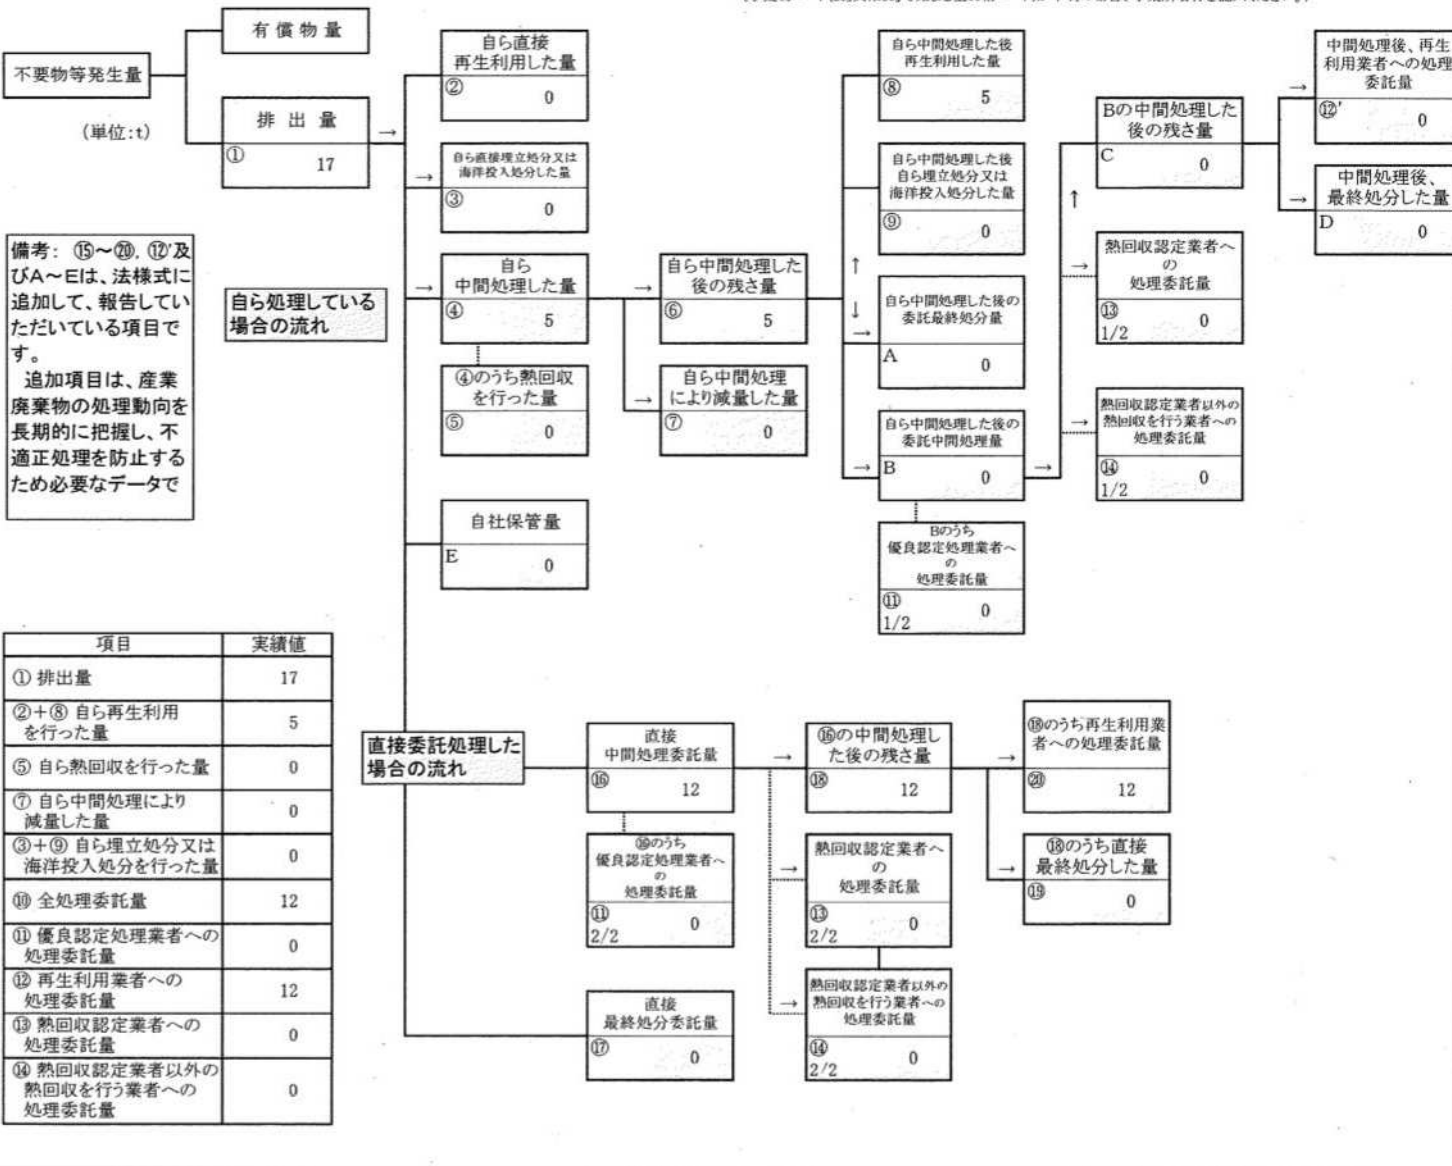 不要物等発生量
(単位:t)
有償物量
排出量
① 17
→
自ら直接
再生利用した量
② 0
→
自ら直接埋立処分又は
海洋投入処分した量
③ 0
→
自ら
中間処理した量
④ 5
④のうち熱回収
を行った量
⑤ 0
→
自ら中間処理した
後の残さ量
⑥ 5
→
自ら中間処理
により減量した量
⑦ 0
自ら中間処理した後
再生利用した量
⑧ 5
自ら中間処理した後
自ら埋立処分又は
海洋投入処分した量
⑨ 0
↑
↓
→
自ら中間処理した後の
委託最終処分量
A 0
→
自ら中間処理した後の
委託中間処理量
B 0
Bのうち
優良認定処理業者へ
の
処理委託量
⑪ 0
1/2
→
↑
Bの中間処理した
後の残さ量
C 0
→
熱回収認定業者へ
の
処理委託量
⑬ 0
1/2
→
熱回収認定業者以外の
熱回収を行う業者への
処理委託量
⑭ 0
1/2
→
中間処理後、再生
利用業者への処理
委託量
⑫' 0
→
中間処理後、
最終処分した量
D 0
備考: ⑮~⑳、⑫'及
びA~Eは、法様式に
追加して、報告してい
ただいている項目で
す。
追加項目は、産業
廃棄物の処理動向を
長期的に把握し、不
適正処理を防止する
ため必要なデータで
自ら処理している
場合の流れ
自社保管量
E 0
項目 実績値
① 排出量 17
②+⑧ 自ら再生利用
を行った量 5
⑤ 自ら熱回収を行った量 0
⑦ 自ら中間処理により
減量した量 0
③+⑨ 自ら埋立処分又は
海洋投入処分を行った量 0
⑩ 全処理委託量 12
⑪ 優良認定処理業者への
処理委託量 0
⑫ 再生利用業者への
処理委託量 12
⑬ 熱回収認定業者への
処理委託量 0
⑭ 熱回収認定業者以外の
熱回収を行う業者への
処理委託量 0
直接委託処理した
場合の流れ
直接
中間処理委託量
⑯ 12
⑯のうち
優良認定処理業者へ
の
処理委託量
⑪ 0
2/2
直接
最終処分委託量
⑰ 0
→
⑯の中間処理し
た後の残さ量
⑱ 12
→
熱回収認定業者へ
の
処理委託量
⑬ 0
2/2
→
熱回収認定業者以外の
熱回収を行う業者への
処理委託量
⑭ 0
2/2
→
⑱のうち再生利用業
者への処理委託量
⑳ 12
→
⑱のうち直接
最終処分した量
⑲ 0